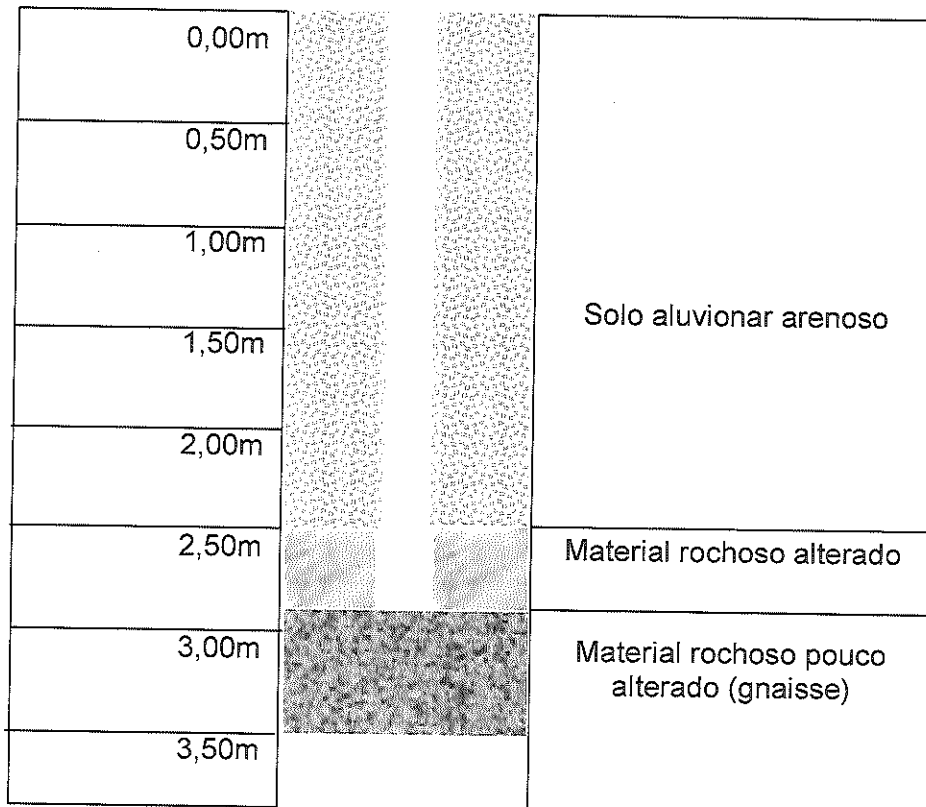 0,00m
0,50m
1,00m
1,50m
2,00m
2,50m
3,00m
3,50m
Solo aluvionar arenoso
Material rochoso alterado
Material rochoso pouco
alterado (gnaisse)